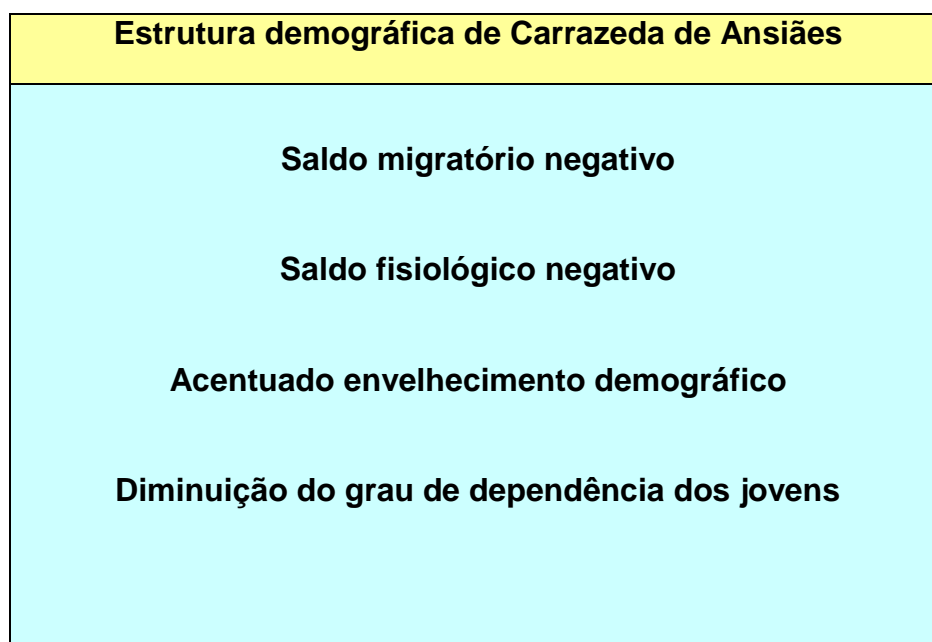 Estrutura demográfica de Carrazeda de Ansiães
Saldo migratório negativo
Saldo fisiológico negativo
Acentuado envelhecimento demográfico
Diminuição do grau de dependência dos jovens